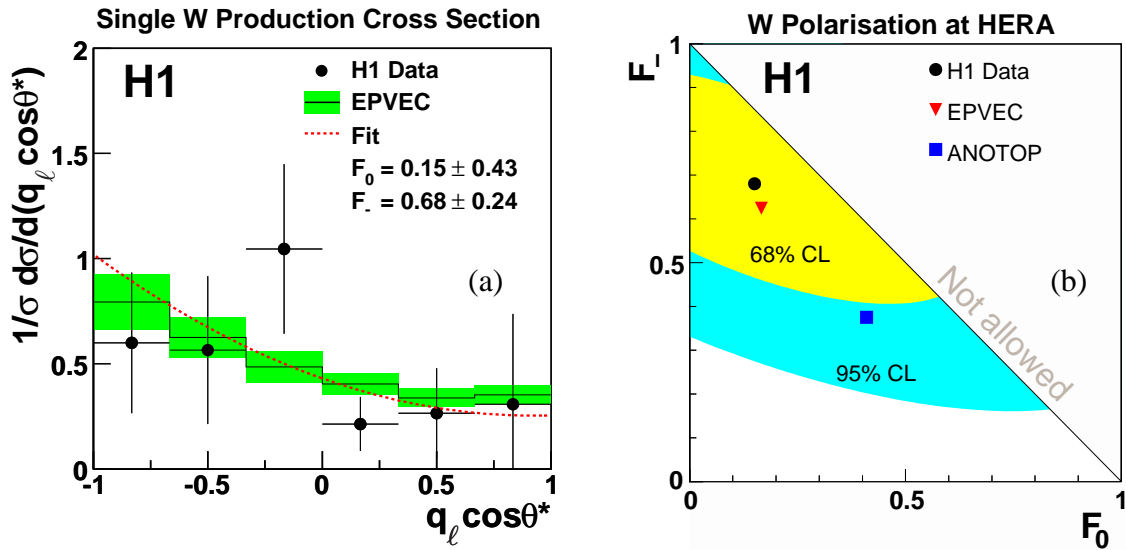 Single W Production Cross Section
H1
H1 Data
EPVEC
Fit
F0 = 0.15 ± 0.43
F- = 0.68 ± 0.24
(a)
1/σ dσ/d(qℓ cosθ*)
2
1.5
1
0.5
0
-1
-0.5
0
0.5
1
qℓ cosθ*
W Polarisation at HERA
H1
H1 Data
EPVEC
ANOTOP
68% CL
95% CL
Not allowed
(b)
F-
1
0.5
0
0
0.5
1
F0